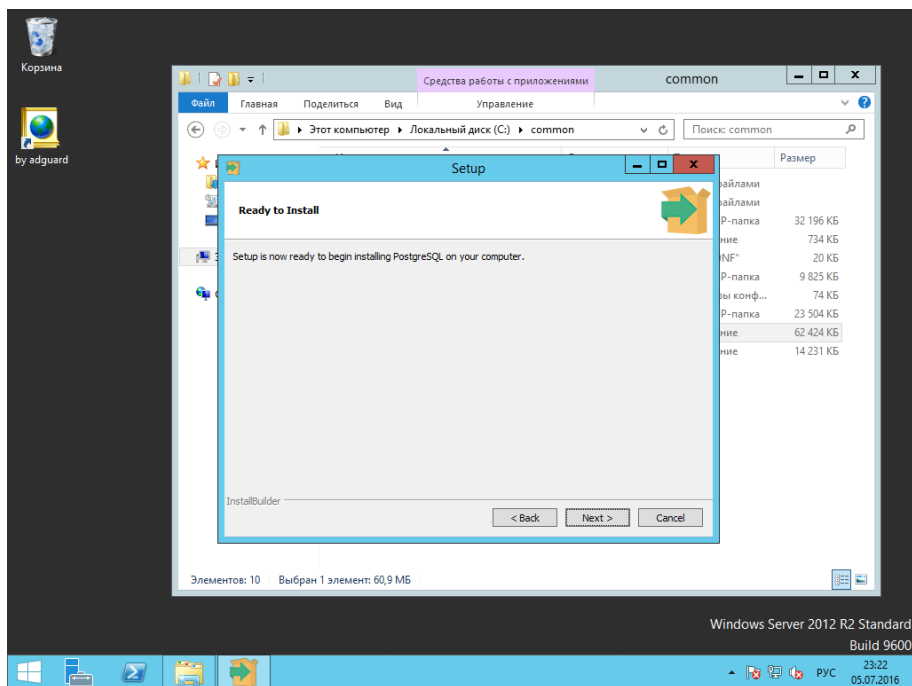 Корзина
by adguard
Средства работы с приложениями
common
Файл
Главная
Поделиться
Вид
Управление
Этот компьютер
Локальный диск (C:)
common
Поиск: common
Размер
Setup
Ready to Install
Setup is now ready to begin installing PostgreSQL on your computer.
InstallBuilder
< Back
Next >
Cancel
айлами
айлами
P-папка 32 196 КБ
ние 734 КБ
ONF" 20 КБ
P-папка 9 825 КБ
ры конф... 74 КБ
P-папка 23 504 КБ
ние 62 424 КБ
ние 14 231 КБ
Элементов: 10 Выбран 1 элемент: 60,9 МБ
Windows Server 2012 R2 Standard
Build 9600
РУС
23:22
05.07.2016